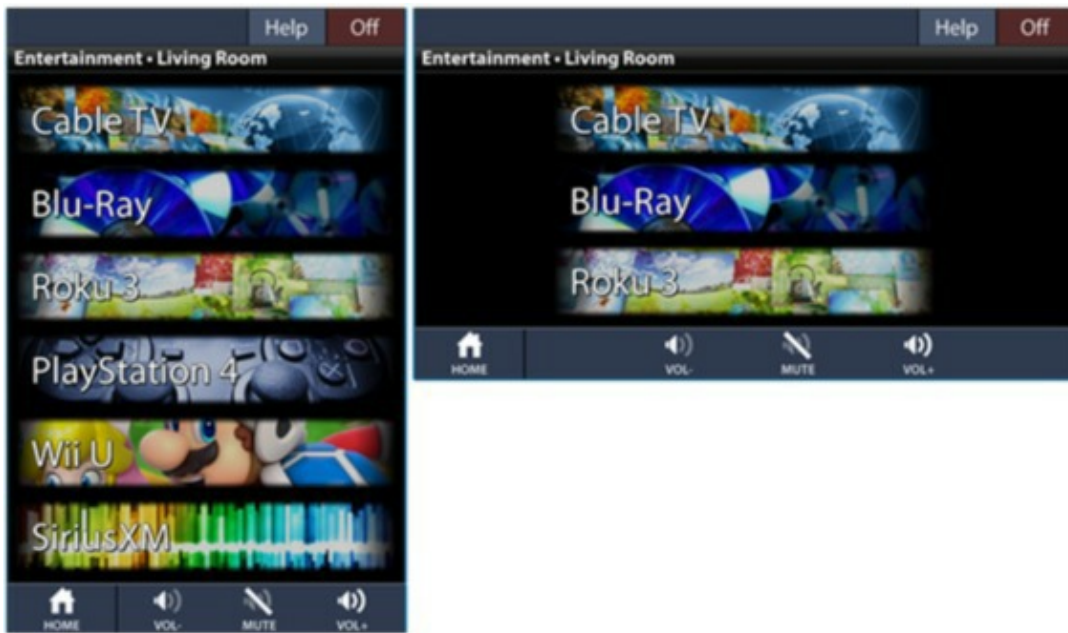 Help Off
Entertainment • Living Room
Cable TV
Blu-Ray
Roku 3
PlayStation 4
Wii U
SiriusXM
HOME VOL- MUTE VOL+
Help Off
Entertainment • Living Room
Cable TV
Blu-Ray
Roku 3
HOME VOL- MUTE VOL+